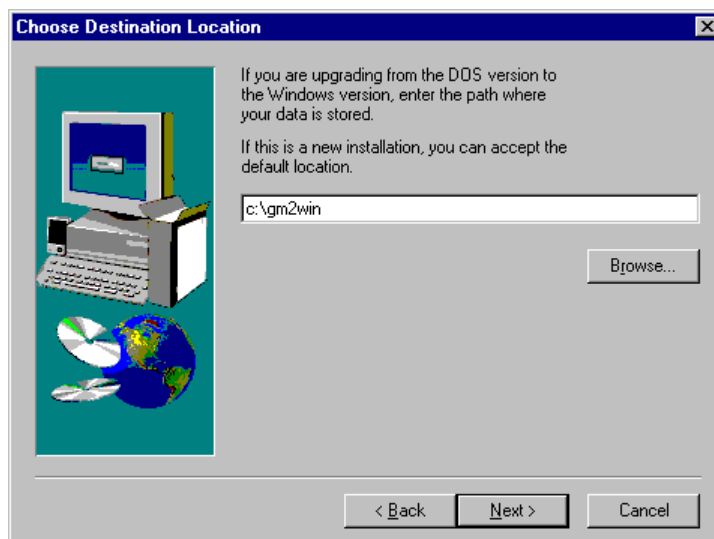 Choose Destination Location
If you are upgrading from the DOS version to
the Windows version, enter the path where
your data is stored.
If this is a new installation, you can accept the
default location.
c:\gm2win
Browse...
< Back
Next >
Cancel